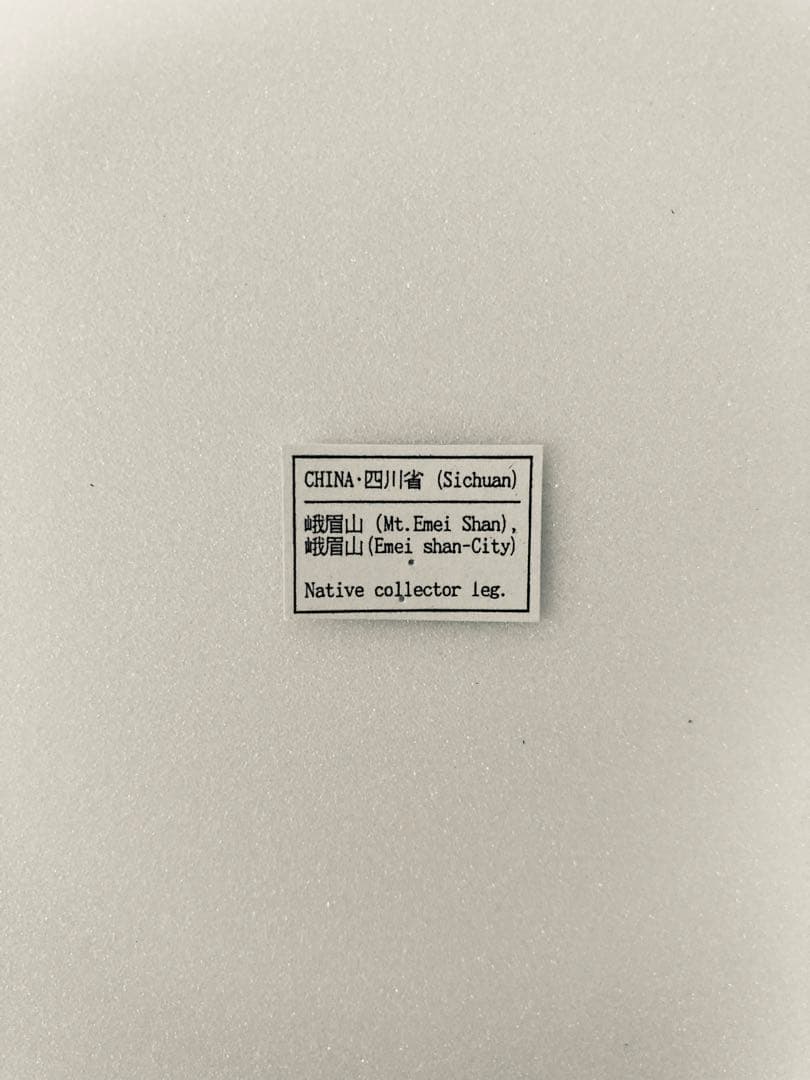 CHINA·四川省 (Sichuan)
峨眉山 (Mt.Emei Shan),
峨眉山(Emei shan-City)
Native collector leg.